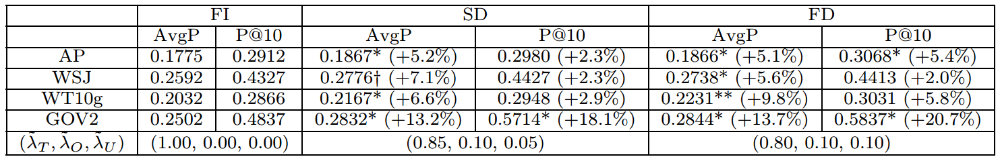 FI SD FD
AvgP P@10 AvgP P@10 AvgP P@10
AP 0.1775 0.2912 0.1867* (+5.2%) 0.2980 (+2.3%) 0.1866* (+5.1%) 0.3068* (+5.4%)
WSJ 0.2592 0.4327 0.2776† (+7.1%) 0.4427 (+2.3%) 0.2738* (+5.6%) 0.4413 (+2.0%)
WT10g 0.2032 0.2866 0.2167* (+6.6%) 0.2948 (+2.9%) 0.2231** (+9.8%) 0.3031 (+5.8%)
GOV2 0.2502 0.4837 0.2832* (+13.2%) 0.5714* (+18.1%) 0.2844* (+13.7%) 0.5837* (+20.7%)
(λ̃_T, λ̃_O, λ̃_U) (1.00, 0.00, 0.00) (0.85, 0.10, 0.05) (0.80, 0.10, 0.10)